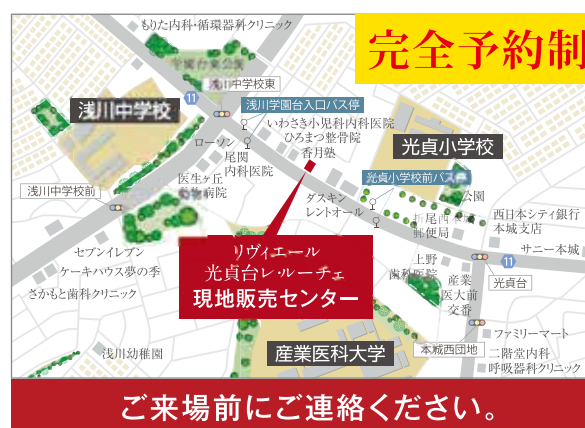 もりた内科・循環器科クリニック
完全予約制
学園台東公園
浅川中学校東
11
浅川中学校
浅川学園台入口バス停
いわさき小児科内科医院
ひろまつ整骨院
香月塾
ローソン
尾関
内科医院
光貞小学校
医生ヶ丘
動物病院
光貞小学校前バス停
公園
浅川中学校前
ダスキン
レントオール
折尾西本城
郵便局
西日本シティ銀行
本城支店
サニー本城
リヴィエール
光貞台レ・ルーチェ
現地販売センター
セブンイレブン
ケーキハウス夢の季
さかもと歯科クリニック
上野
歯科医院
産業
医大前
交番
光貞台
11
ファミリーマート
浅川幼稚園
産業医科大学
本城西団地
二階堂内科
呼吸器科クリニック
ご来場前にご連絡ください。